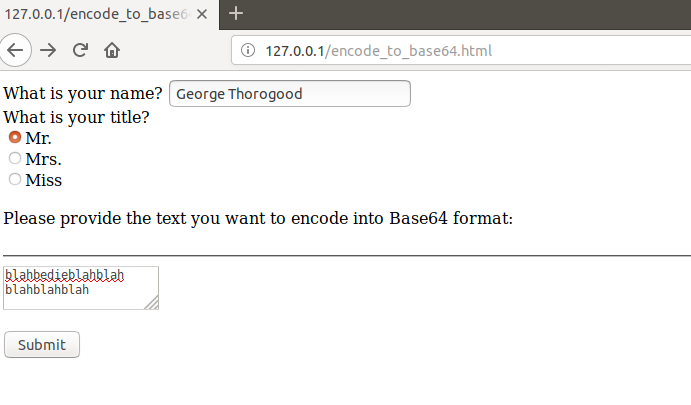 127.0.0.1/encode_to_base6
127.0.0.1/encode_to_base64.html
What is your name? George Thorogood
What is your title?
Mr.
Mrs.
Miss
Please provide the text you want to encode into Base64 format:
blahbedieblahblah
blahblahblah
Submit